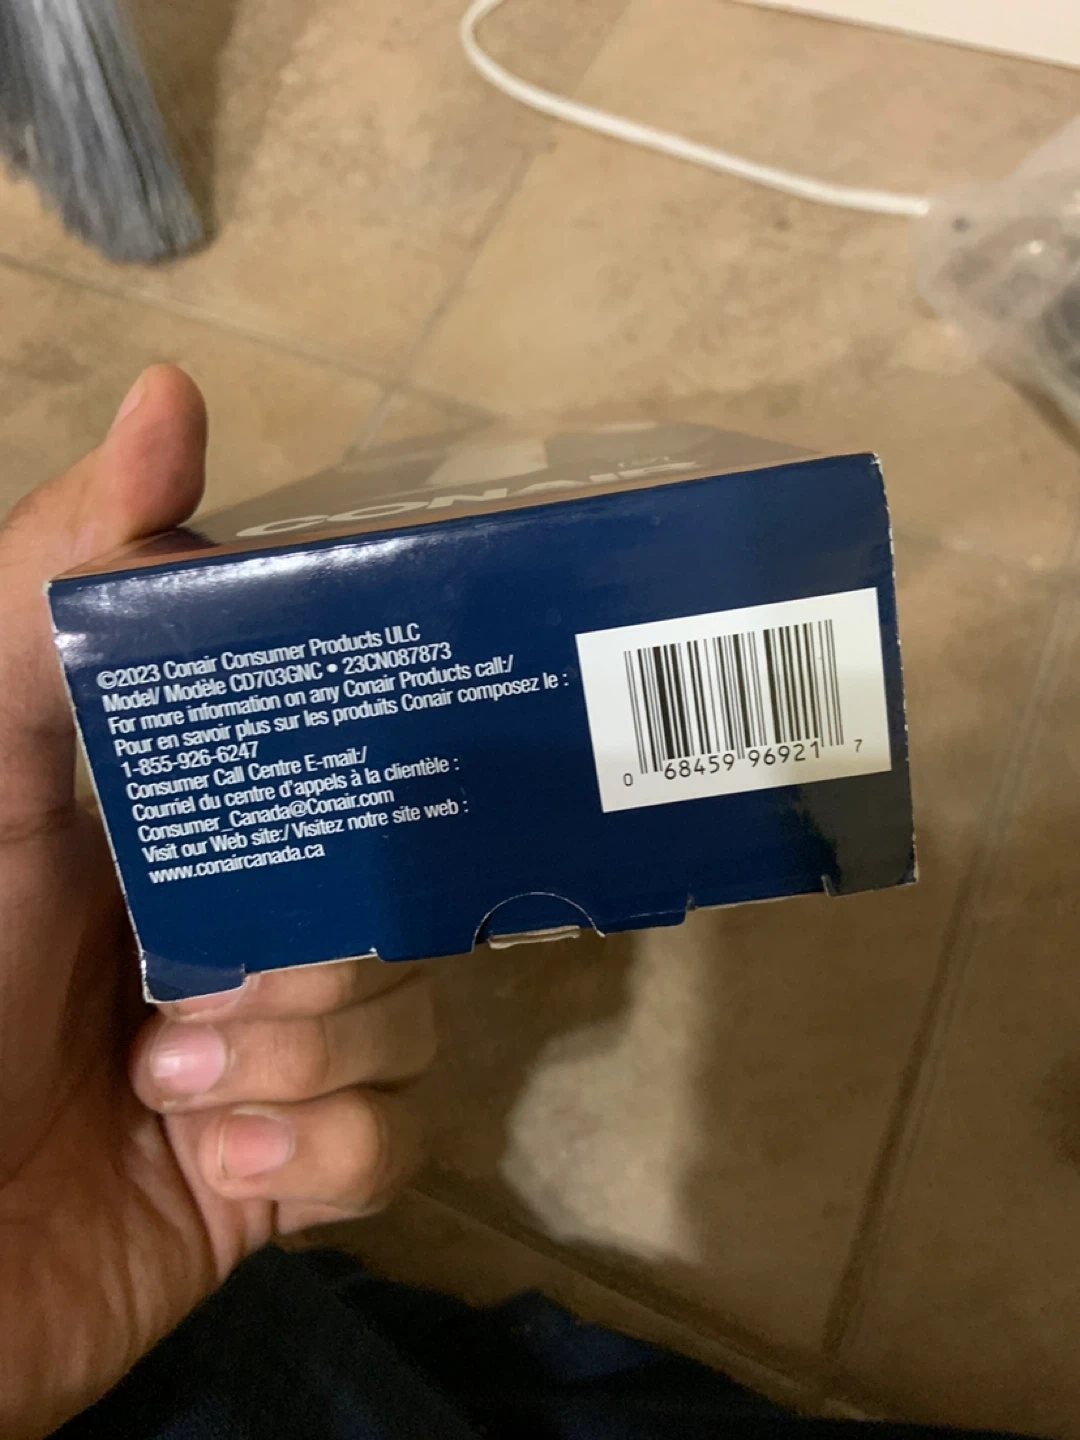 CONAIR
©2023 Conair Consumer Products ULC
Model/ Modèle CD703GNC • 23CN087873
For more information on any Conair Products call:/
Pour en savoir plus sur les produits Conair composez le :
1-855-926-6247
Consumer Call Centre E-mail:/
Courriel du centre d'appels à la clientèle :
Consumer_Canada@Conair.com
Visit our Web site:/ Visitez notre site web :
www.conaircanada.ca
0 68459 96921 7